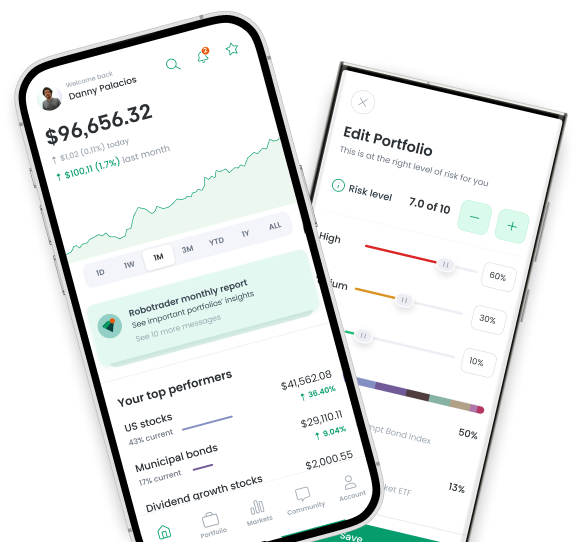 Welcome back
Danny Palacios
2
$96,656.32
↑ $1,02 (0,11%) today
↑ $100,11 (1.7%) last month
1D 1W 1M 3M YTD 1Y ALL
Robotrader monthly report
See important portfolios' insights
See 10 more messages
Your top performers
US stocks $41,562.08
43% current ↑ 36.40%
Municipal bonds $29,110.11
17% current ↑ 9.04%
Dividend growth stocks $2,000.55
Portfolio Markets Community Account
Edit Portfolio
This is at the right level of risk for you
Risk level 7.0 of 10 − +
High 60%
ium 30%
10%
mpt Bond Index 50%
ket ETF 13%
Save